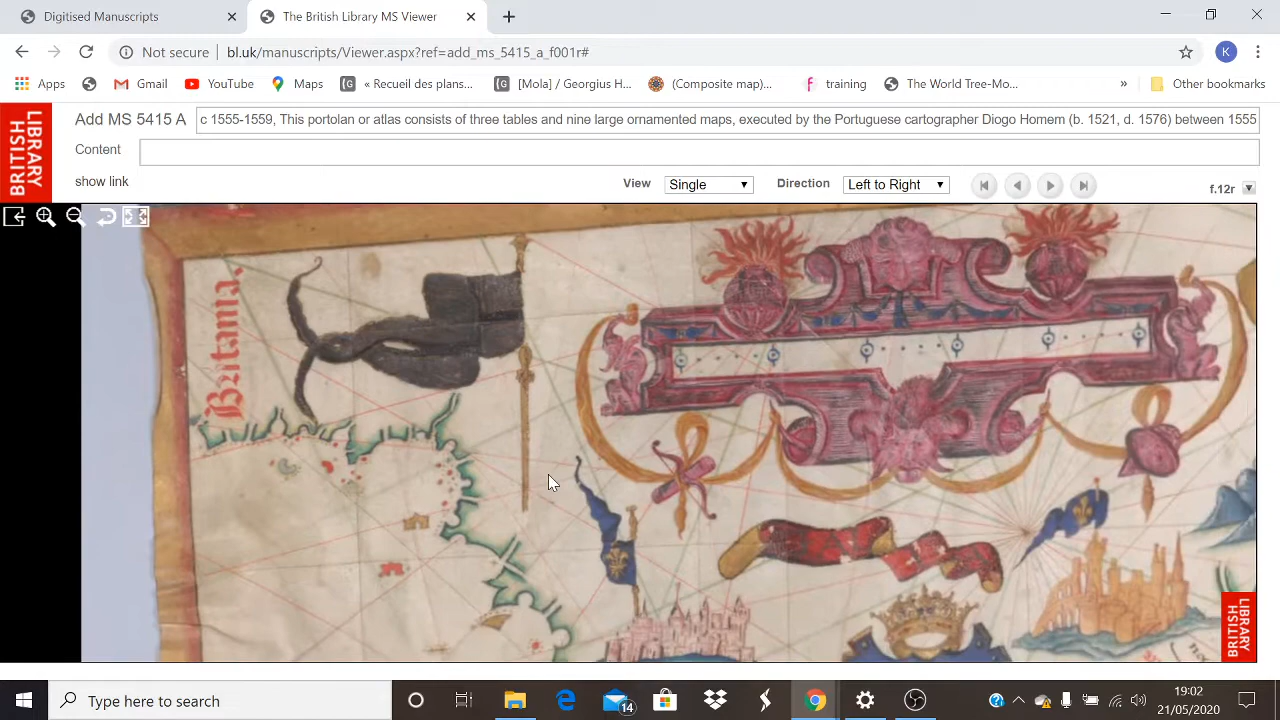 Digitised Manuscripts
The British Library MS Viewer
Not secure
bl.uk/manuscripts/Viewer.aspx?ref=add_ms_5415_a_f001r#
K
Apps
Gmail
YouTube
Maps
« Recueil des plans...
[Mola] / Georgius H...
(Composite map)...
training
The World Tree-Mo...
»
Other bookmarks
LIBRARY
BRITISH
Add MS 5415 A
c 1555-1559, This portolan or atlas consists of three tables and nine large ornamented maps, executed by the Portuguese cartographer Diogo Homem (b. 1521, d. 1576) between 1555
Content
show link
View
Single
Direction
Left to Right
f.12r
LIBRARY
BRITISH
Type here to search
14
19:02
21/05/2020